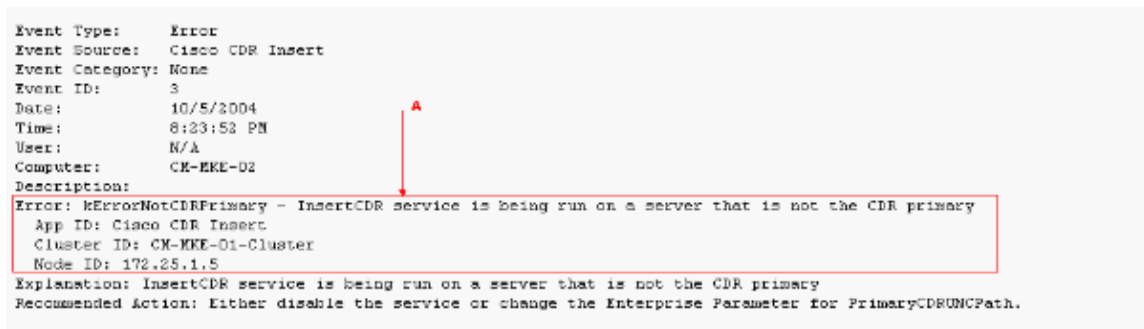 Event Type: Error
Event Source: Cisco CDR Insert
Event Category: None
Event ID: 3
Date: 10/5/2004
Time: 8:23:52 PM
User: N/A
Computer: CM-MKE-02
Description:
Error: kErrorNotCDRPrimary - InsertCDR service is being run on a server that is not the CDR primary
App ID: Cisco CDR Insert
Cluster ID: CM-MKE-01-Cluster
Node ID: 172.25.1.5
Explanation: InsertCDR service is being run on a server that is not the CDR primary
Recommended Action: Either disable the service or change the Enterprise Parameter for PrimaryCDRUNCPath.
A